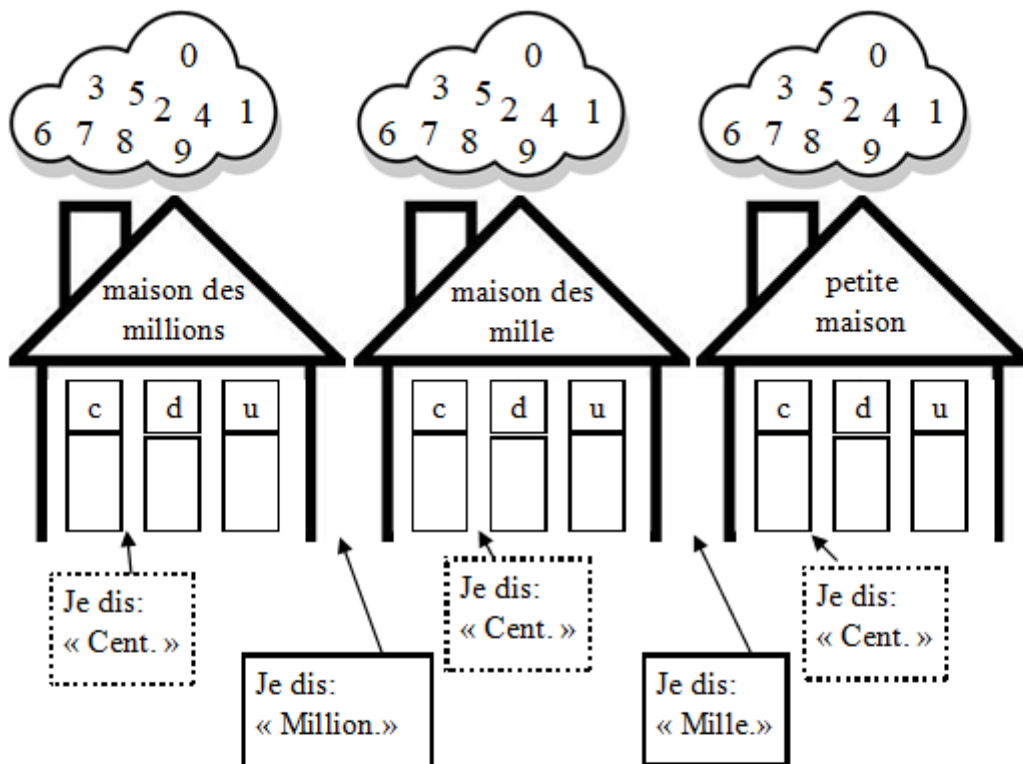 0
3 5 2 4 1
6 7 8 9
0
3 5 2 4 1
6 7 8 9
0
3 5 2 4 1
6 7 8 9
maison des
millions
maison des
mille
petite
maison
c d u
c d u
c d u
Je dis:
« Cent. »
Je dis:
« Million.»
Je dis:
« Cent. »
Je dis:
« Mille.»
Je dis:
« Cent. »